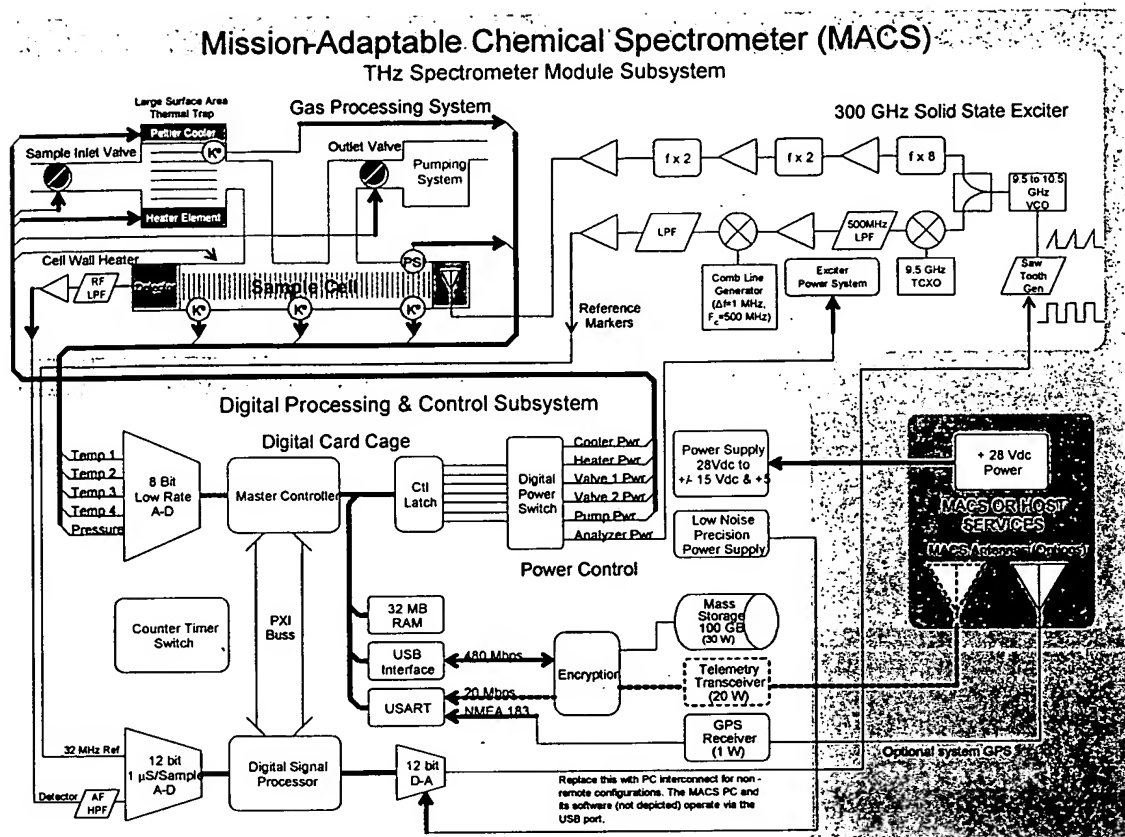 Mission-Adaptable Chemical Spectrometer (MACS)
THz Spectrometer Module Subsystem
Large Surface Area
Thermal Trap
Gas Processing System
300 GHz Solid State Exciter
Peltier Cooler
K°
Sample Inlet Valve
Outlet Valve
Pumping
System
Heater Element
f x 2
f x 2
f x 8
9.5 to 10.5
GHz
VCO
LPF
500MHz
LPF
Cell Wall Heater
PS
RF
LPF
Detector
Sample Cell
K°
K°
K°
Reference
Markers
Comb Line
Generator
(Δf=1 MHz,
Fc=500 MHz)
Exciter
Power System
9.5 GHz
TCXO
Saw
Tooth
Gen
Digital Processing & Control Subsystem
Digital Card Cage
Temp 1
Temp 2
Temp 3
Temp 4
Pressure
8 Bit
Low Rate
A-D
Master Controller
Ctl
Latch
Digital
Power
Switch
Cooler Pwr
Heater Pwr
Valve 1 Pwr
Valve 2 Pwr
Pump Pwr
Analyzer Pwr
Power Supply
28Vdc to
+/- 15 Vdc & +5
Low Noise
Precision
Power Supply
+ 28 Vdc
Power
MACS OR HOST
SERVICES
MACS Antennas (Optional)
Power Control
Counter Timer
Switch
PXI
Buss
32 MB
RAM
USB
Interface
USART
480 Mbps
20 Mbps
NMEA 183
Encryption
Mass
Storage
100 GB
(30 W)
Telemetry
Transceiver
(20 W)
GPS
Receiver
(1 W)
Optional system GPS
32 MHz Ref
Detector
AF
HPF
12 bit
1 µS/Sample
A-D
Digital Signal
Processor
12 bit
D-A
Replace this with PC interconnect for non-
remote configurations. The MACS PC and
its software (not depicted) operate via the
USB port.